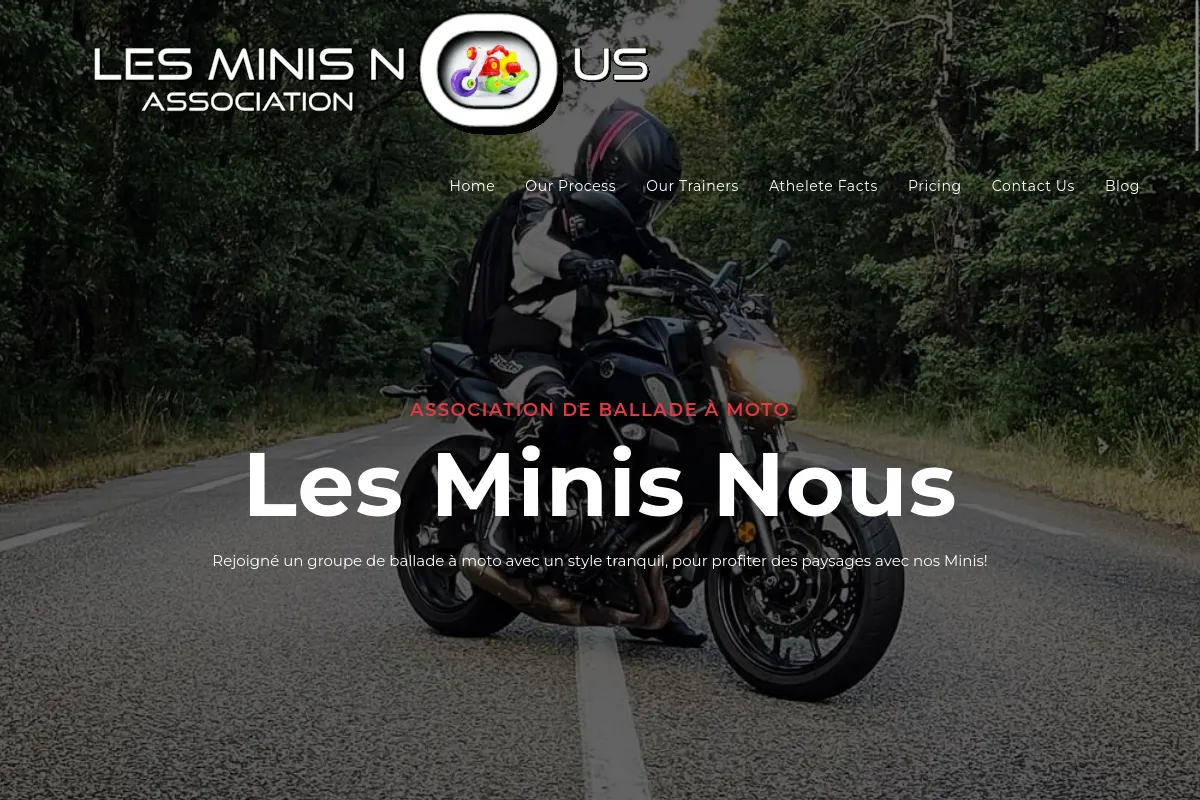 LES MINIS N US
ASSOCIATION
Home Our Process Our Trainers Athelete Facts Pricing Contact Us Blog
ASSOCIATION DE BALLADE À MOTO
Les Minis Nous
Rejoigné un groupe de ballade à moto avec un style tranquil, pour profiter des paysages avec nos Minis!